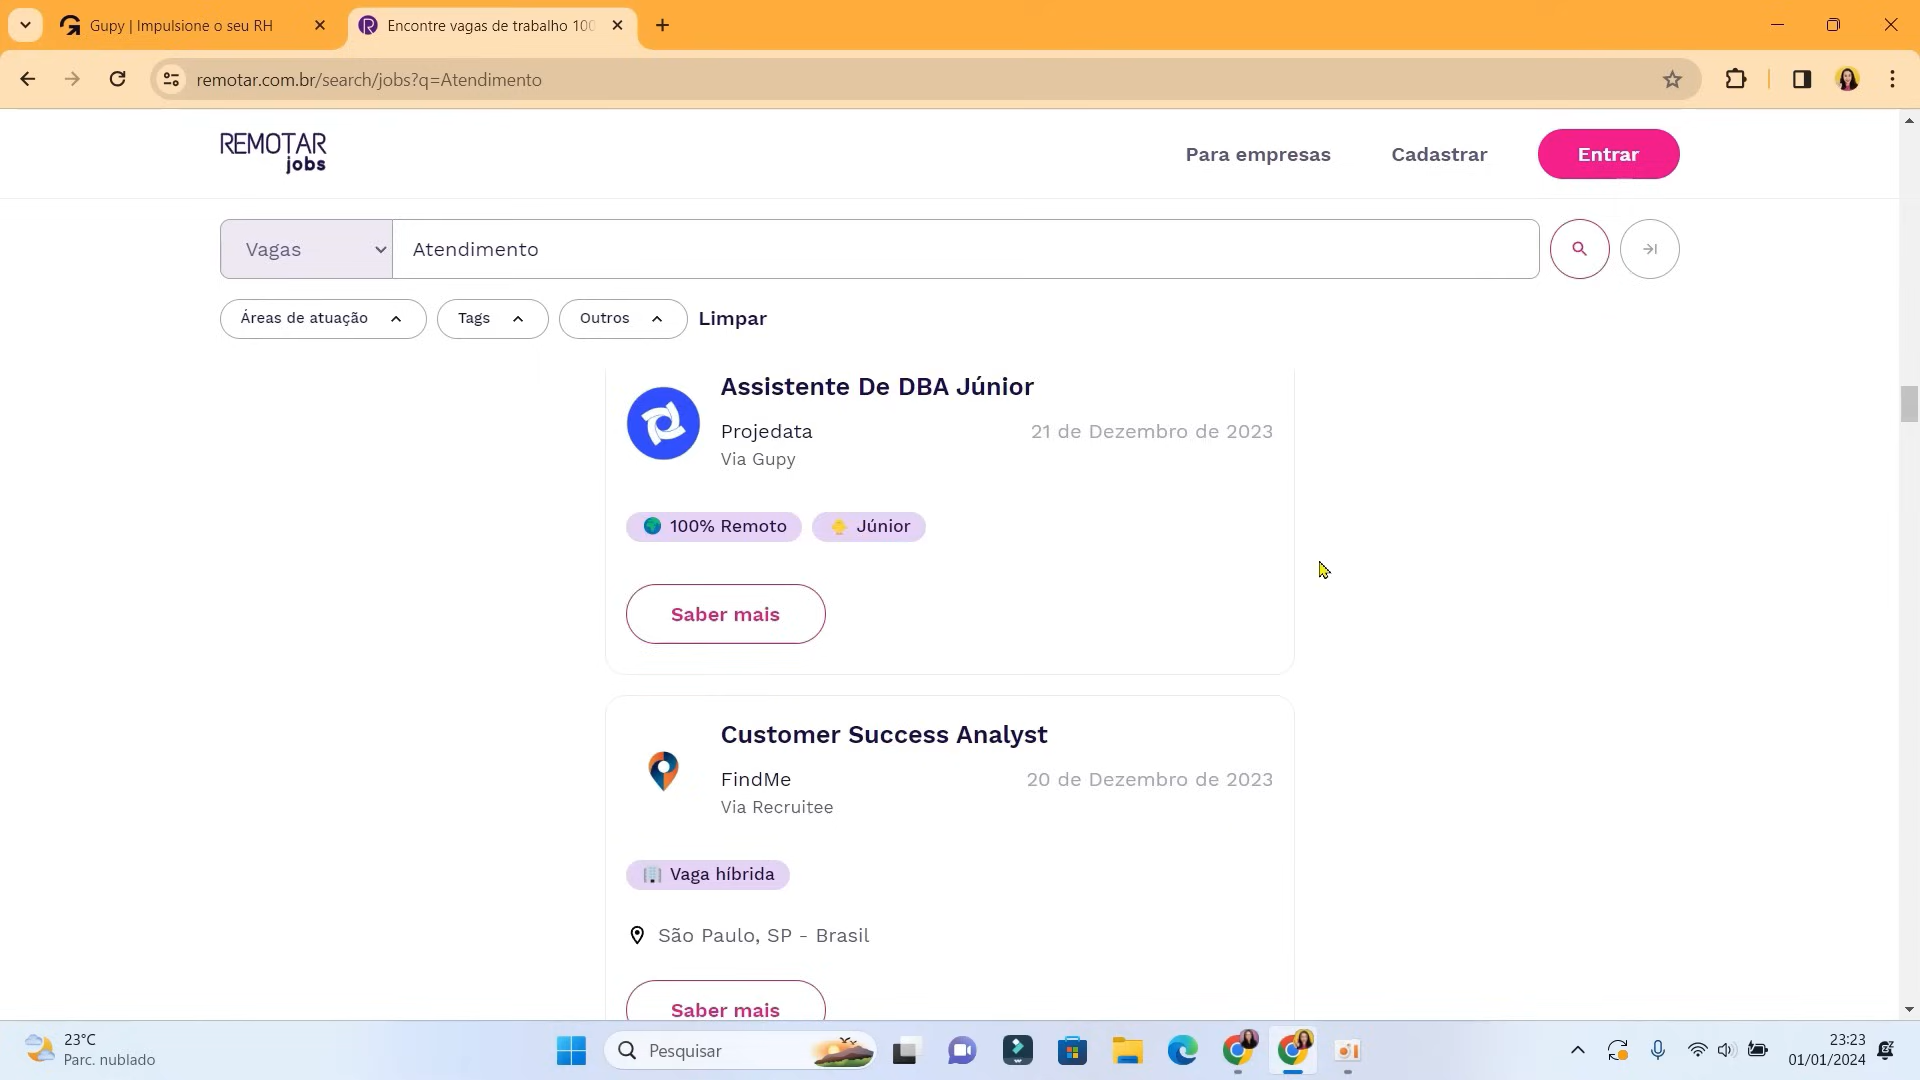 Gupy | Impulsione o seu RH
Encontre vagas de trabalho 100
remotar.com.br/search/jobs?q=Atendimento
REMOTAR
jobs
Para empresas
Cadastrar
Entrar
Vagas
Atendimento
Áreas de atuação
Tags
Outros
Limpar
Assistente De DBA Júnior
Projedata
21 de Dezembro de 2023
Via Gupy
100% Remoto
Júnior
Saber mais
Customer Success Analyst
FindMe
20 de Dezembro de 2023
Via Recruitee
Vaga híbrida
São Paulo, SP - Brasil
Saber mais
23°C
Parc. nublado
Pesquisar
23:23
01/01/2024